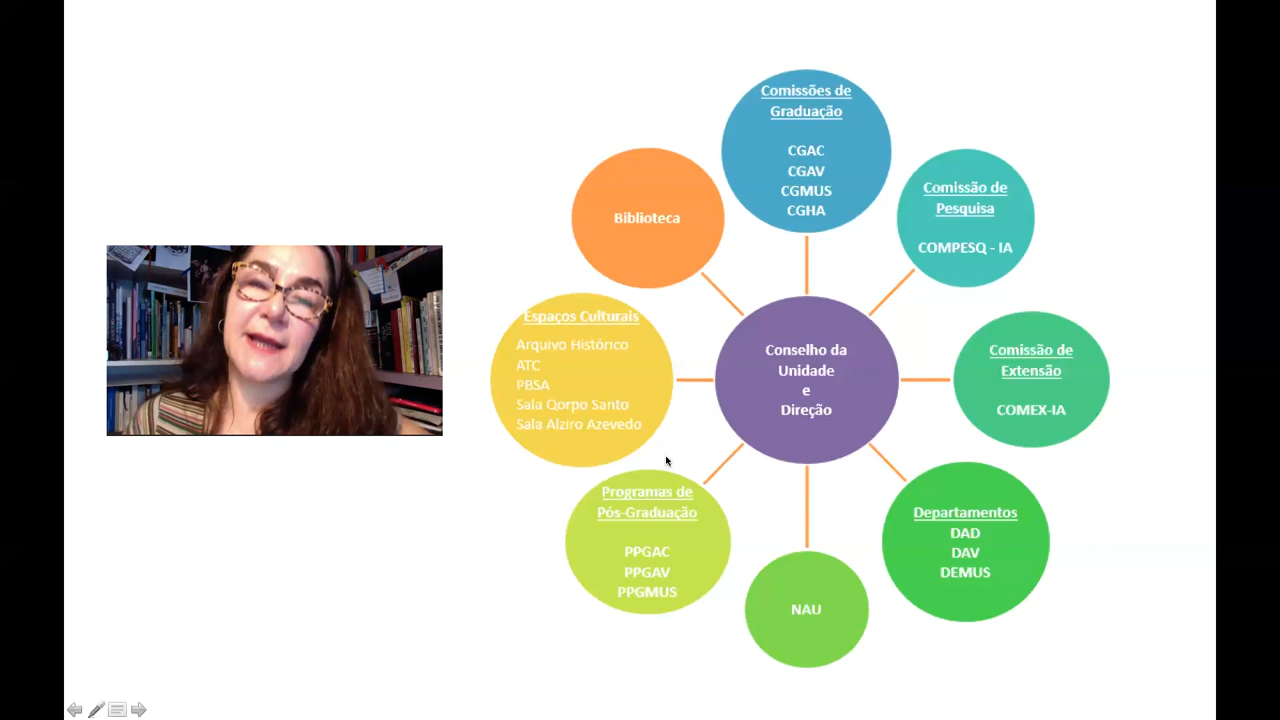 Comissões de
Graduação
CGAC
CGAV
CGMUS
CGHA
Comissão de
Pesquisa
COMPESQ - IA
Biblioteca
Espaços Culturais
Arquivo Histórico
ATC
PBSA
Sala Qorpo Santo
Sala Alziro Azevedo
Conselho da
Unidade
e
Direção
Comissão de
Extensão
COMEX-IA
Programas de
Pós-Graduação
PPGAC
PPGAV
PPGMUS
NAU
Departamentos
DAD
DAV
DEMUS